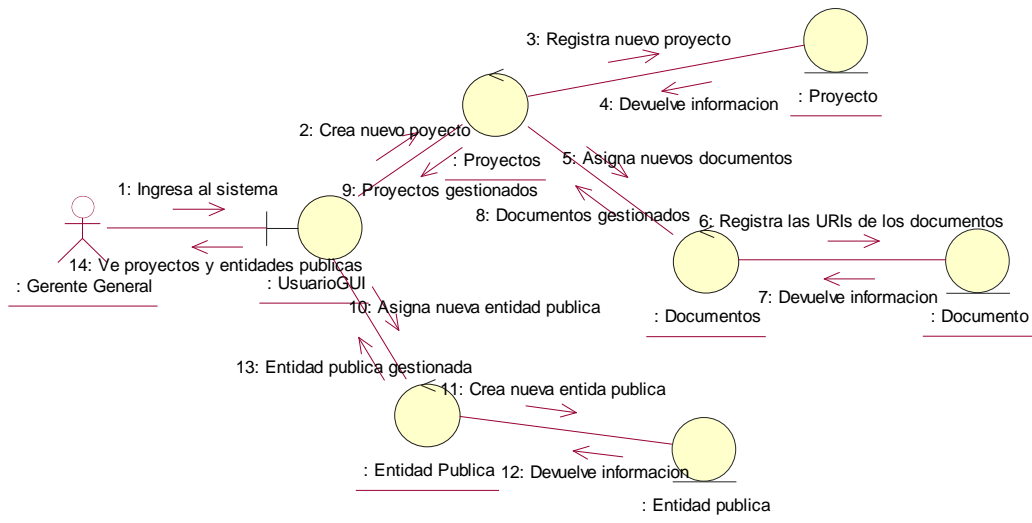 3: Registra nuevo proyecto
4: Devuelve informacion
: Proyecto
2: Crea nuevo poyecto
: Proyectos
5: Asigna nuevos documentos
1: Ingresa al sistema
9: Proyectos gestionados
8: Documentos gestionados
6: Registra las URIs de los documentos
14: Ve proyectos y entidades publicas
: Gerente General
: UsuarioGUI
7: Devuelve informacion
10: Asigna nueva entidad publica
: Documentos
: Documento
13: Entidad publica gestionada
11: Crea nueva entida publica
: Entidad Publica
12: Devuelve informacion
: Entidad publica